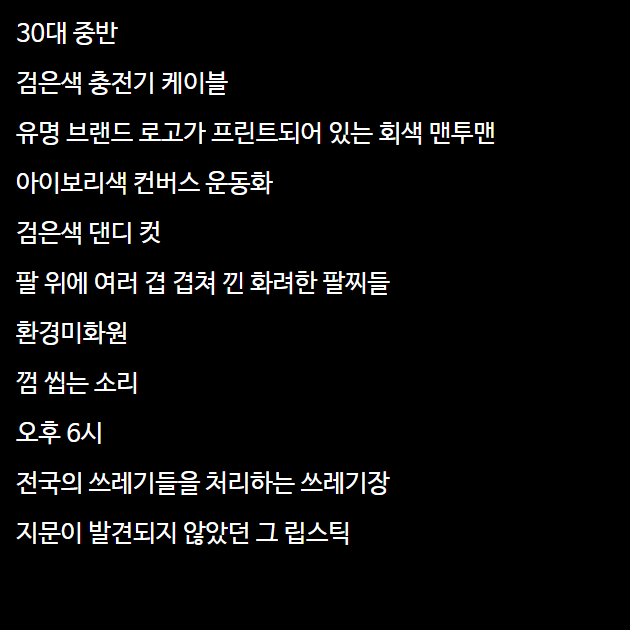 30대 중반
검은색 충전기 케이블
유명 브랜드 로고가 프린트되어 있는 회색 맨투맨
아이보리색 컨버스 운동화
검은색 댄디 컷
팔 위에 여러 겹 겹쳐 낀 화려한 팔찌들
환경미화원
껌 씹는 소리
오후 6시
전국의 쓰레기들을 처리하는 쓰레기장
지문이 발견되지 않았던 그 립스틱